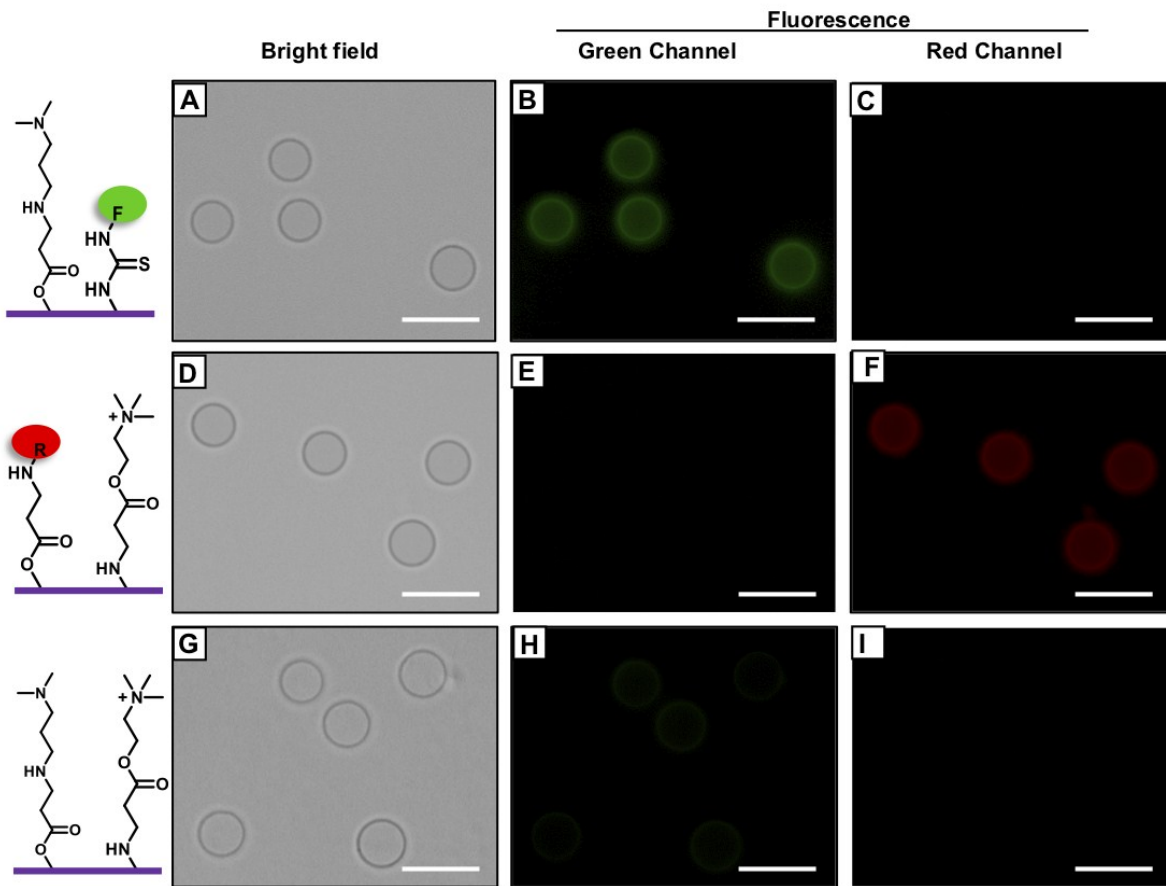 Fluorescence
Bright field
Green Channel
Red Channel
A
B
C
N
HN
O
O
F
HN
S
HN
D
E
F
R
HN
O
O
+N
O
O
HN
G
H
I
N
HN
O
O
+N
O
O
HN